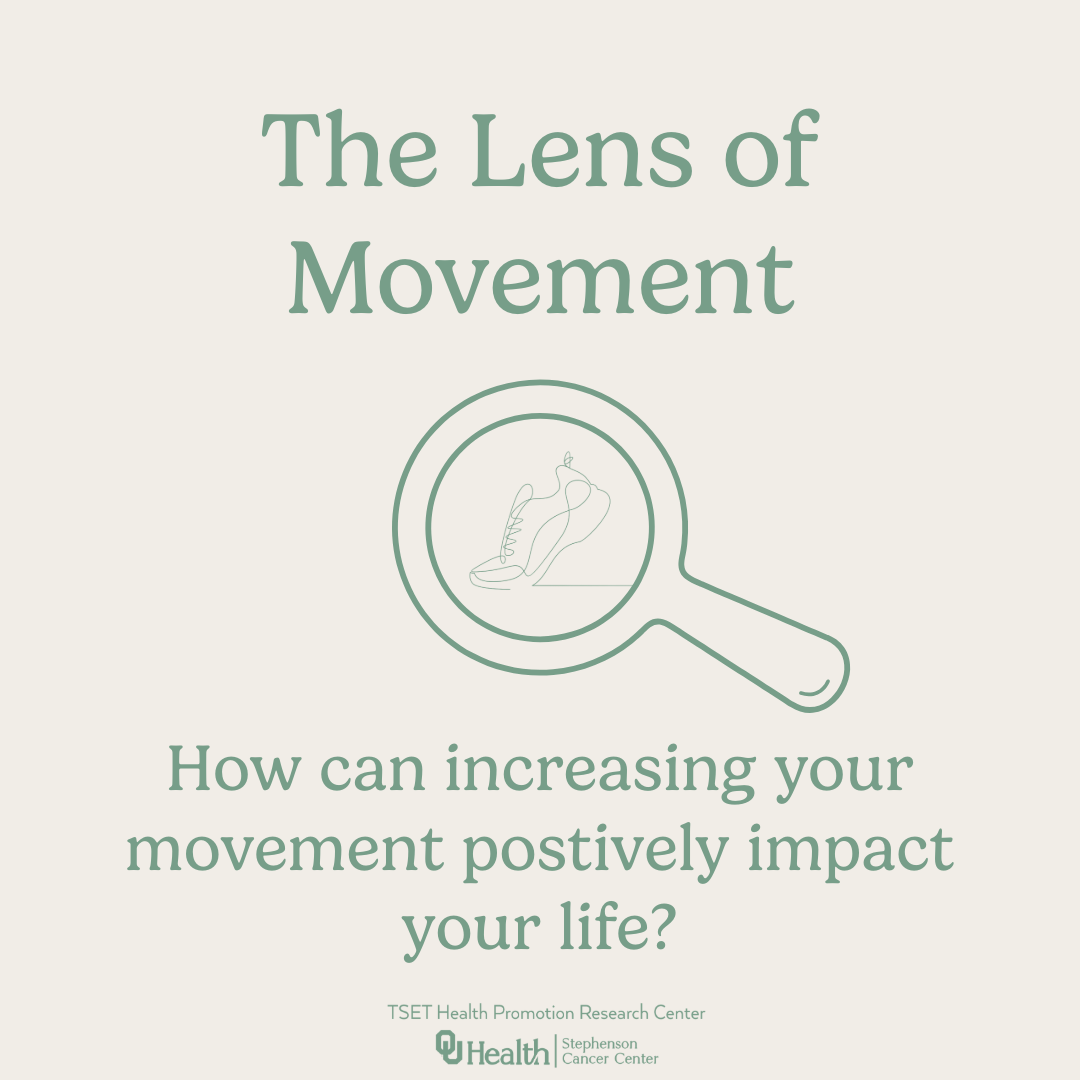 The Lens of
Movement
How can increasing your
movement postively impact
your life?
TSET Health Promotion Research Center
OU Health | Stephenson
Cancer Center